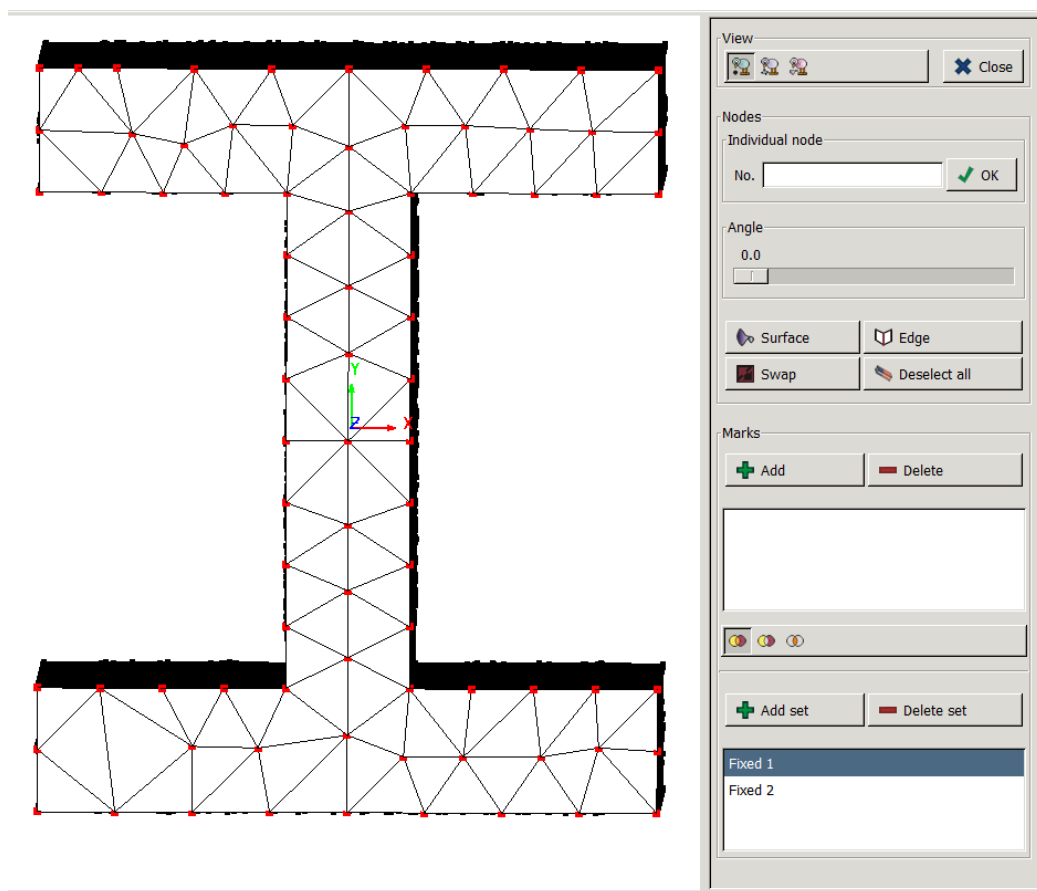 View
Close
Nodes
Individual node
No.
OK
Angle
0.0
Surface
Edge
Swap
Deselect all
Y
Z
X
Marks
Add
Delete
Add set
Delete set
Fixed 1
Fixed 2